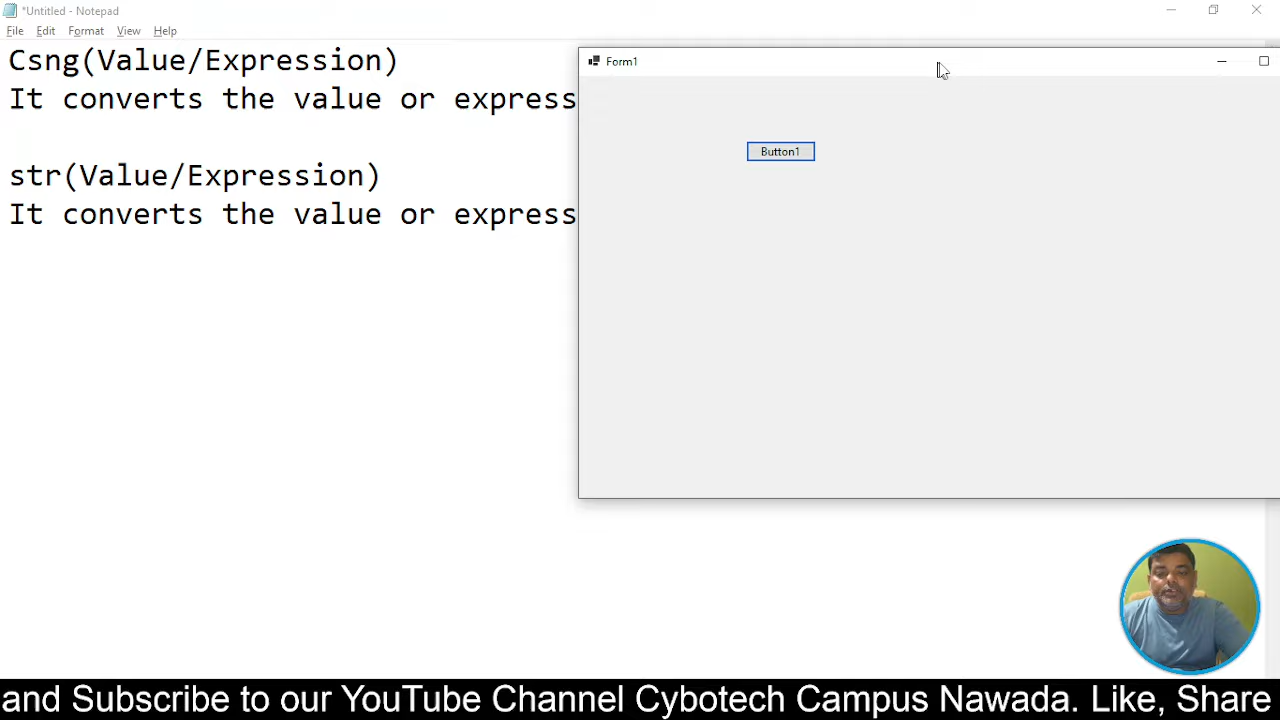 *Untitled - Notepad
File Edit Format View Help
Csng(Value/Expression)
It converts the value or express
str(Value/Expression)
It converts the value or express
Form1
Button1
and Subscribe to our YouTube Channel Cybotech Campus Nawada. Like, Share